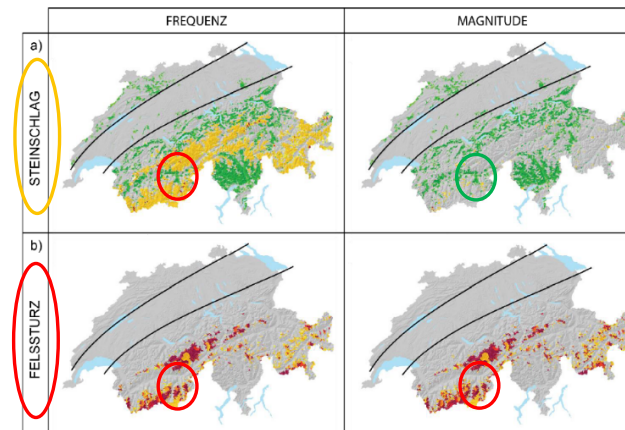 FREQUENZ
MAGNITUDE
a)
STEINSCHLAG
b)
FELSSTURZ